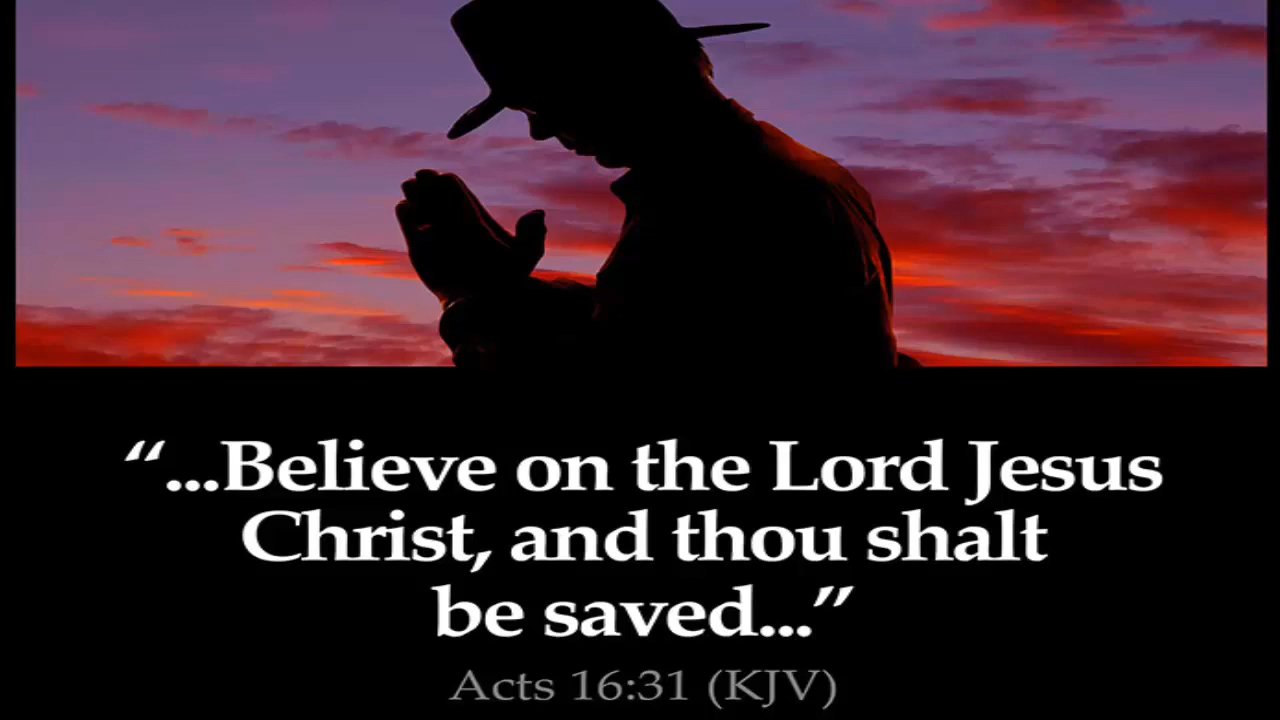 “...Believe on the Lord Jesus
Christ, and thou shalt
be saved...”
Acts 16:31 (KJV)